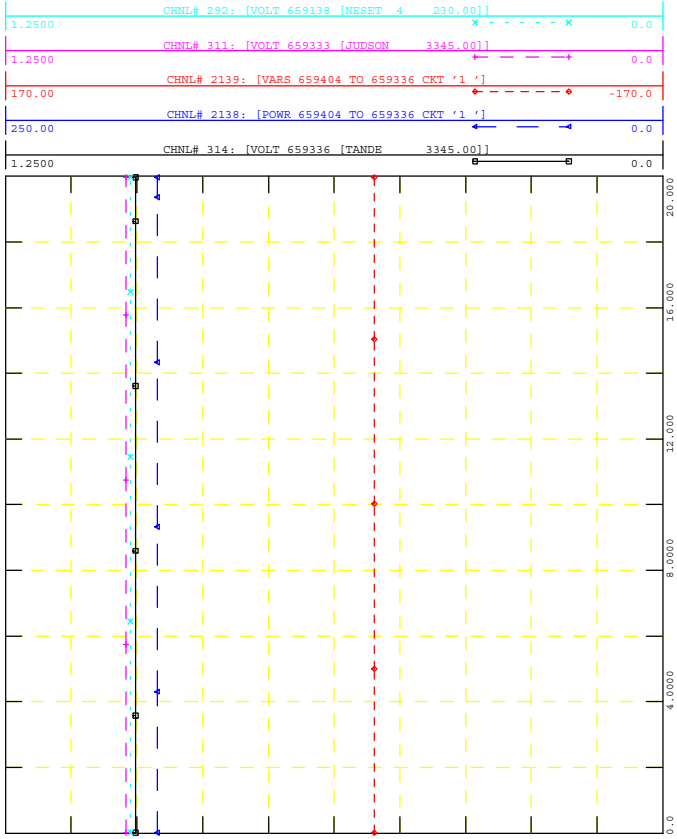 CHNL# 292: [VOLT 659138 [NESET 4 230.00]]
1.2500 0.0
CHNL# 311: [VOLT 659333 [JUDSON 3345.00]]
1.2500 0.0
CHNL# 2139: [VARS 659404 TO 659336 CKT '1 ']
170.00 -170.0
CHNL# 2138: [POWR 659404 TO 659336 CKT '1 ']
250.00 0.0
CHNL# 314: [VOLT 659336 [TANDE 3345.00]]
1.2500 0.0
20.000
16.000
12.000
8.0000
4.0000
0.0